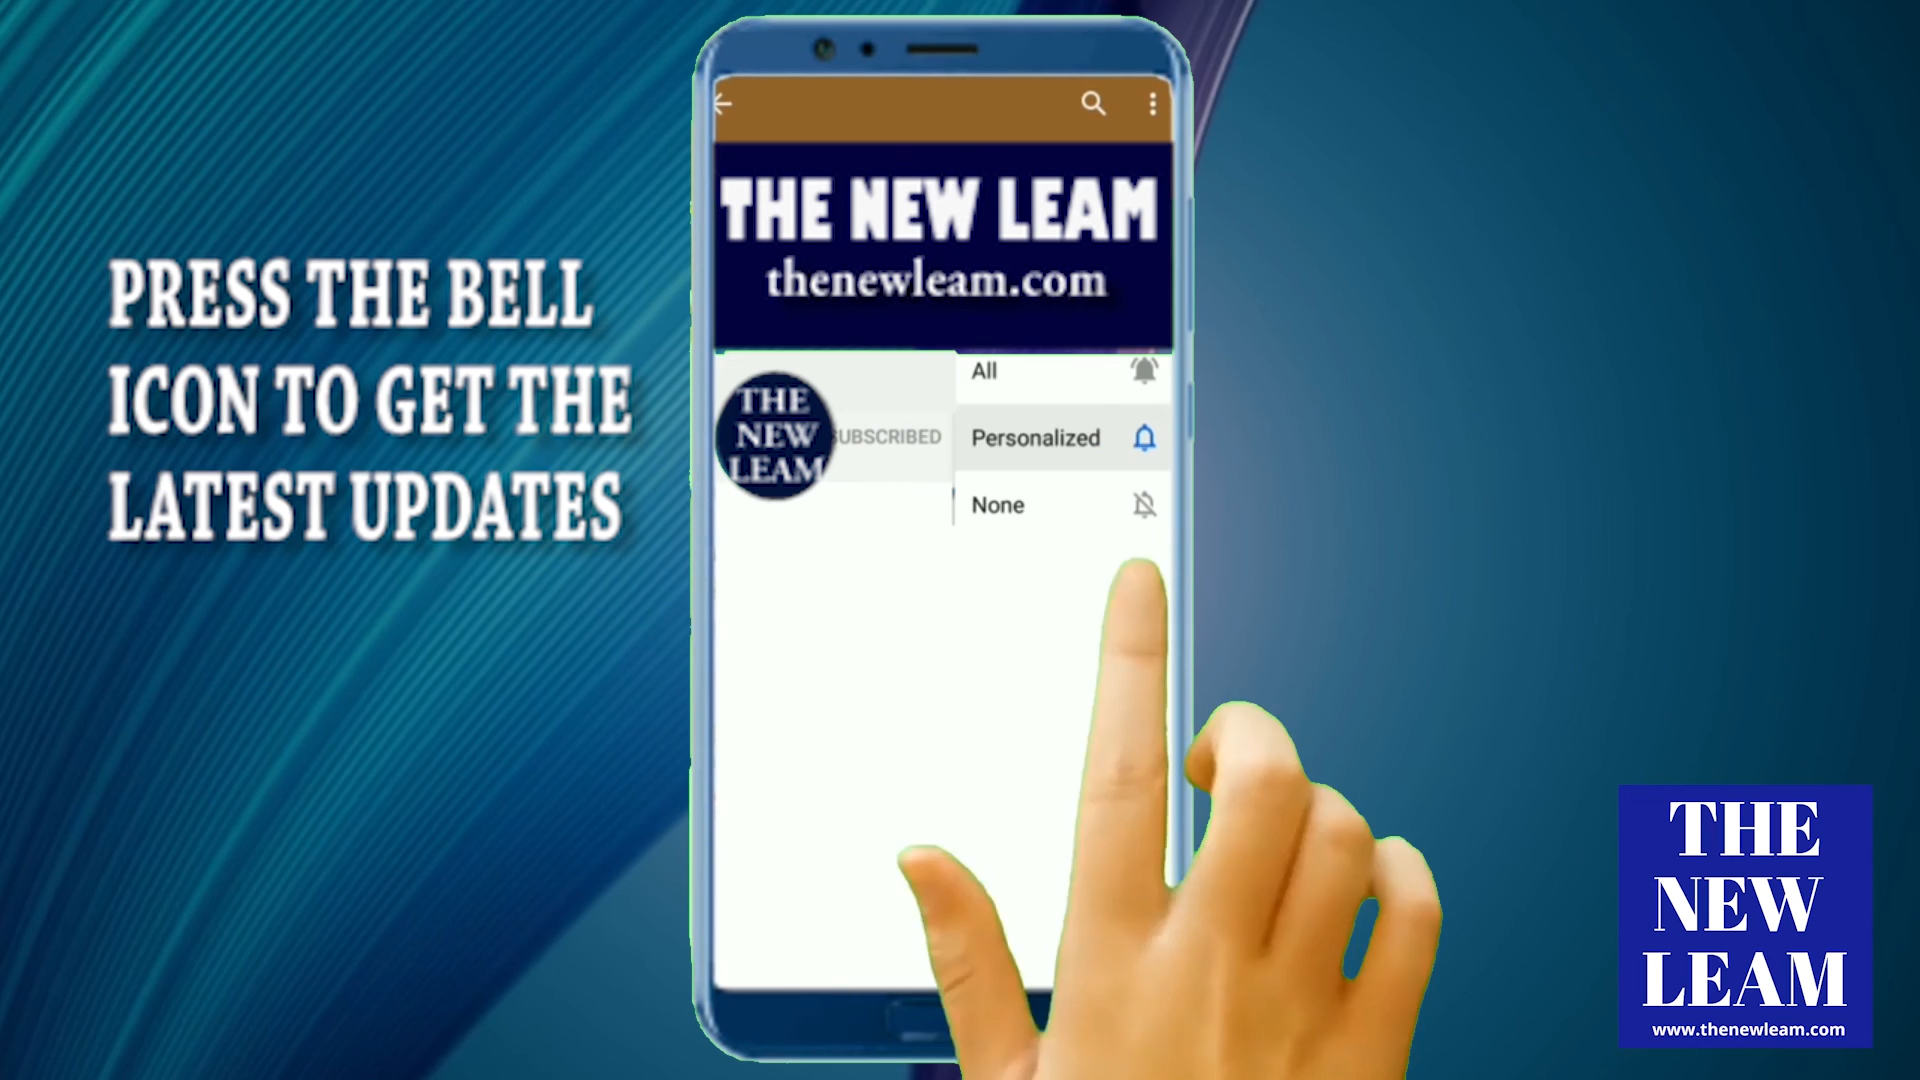 PRESS THE BELL
ICON TO GET THE
LATEST UPDATES
THE NEW LEAM
thenewleam.com
THE
NEW
LEAM
SUBSCRIBED
All
Personalized
None
THE
NEW
LEAM
www.thenewleam.com